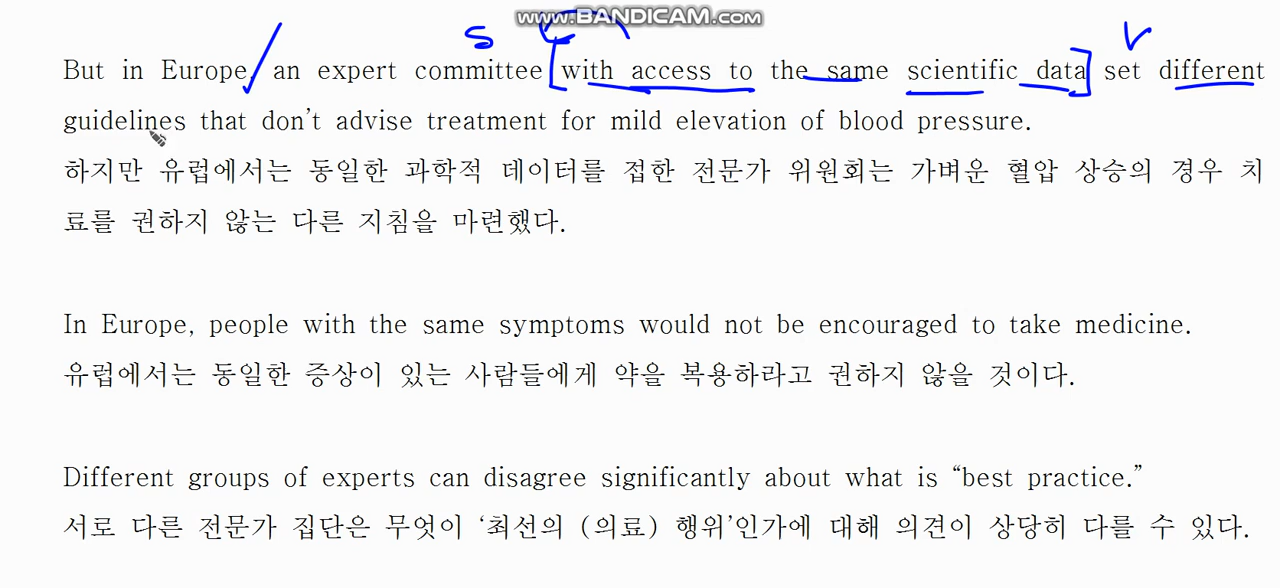 www.BANDICAM.com
s
v
But in Europe, an expert committee with access to the same scientific data set different
guidelines that don't advise treatment for mild elevation of blood pressure.
하지만 유럽에서는 동일한 과학적 데이터를 접한 전문가 위원회는 가벼운 혈압 상승의 경우 치
료를 권하지 않는 다른 지침을 마련했다.
In Europe, people with the same symptoms would not be encouraged to take medicine.
유럽에서는 동일한 증상이 있는 사람들에게 약을 복용하라고 권하지 않을 것이다.
Different groups of experts can disagree significantly about what is “best practice.”
서로 다른 전문가 집단은 무엇이 ‘최선의 (의료) 행위’인가에 대해 의견이 상당히 다를 수 있다.